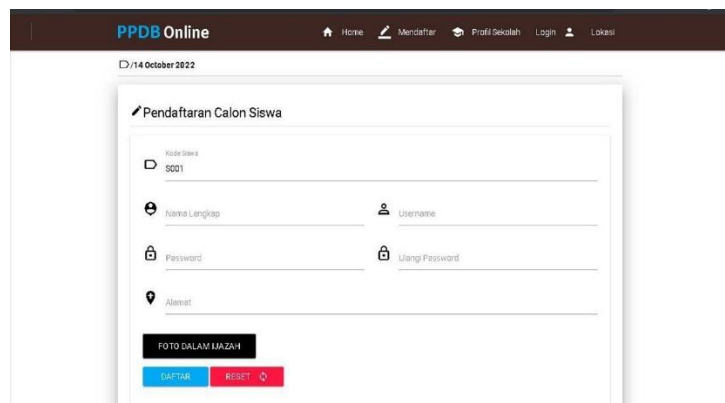 PPDB Online Home Mendaftar Profil Sekolah Login Lokasi
/14 October 2022
Pendaftaran Calon Siswa
Kode Siswa
S001
Nama Lengkap Username
Password Ulangi Password
Alamat
FOTO DALAM IJAZAH
DAFTAR RESET